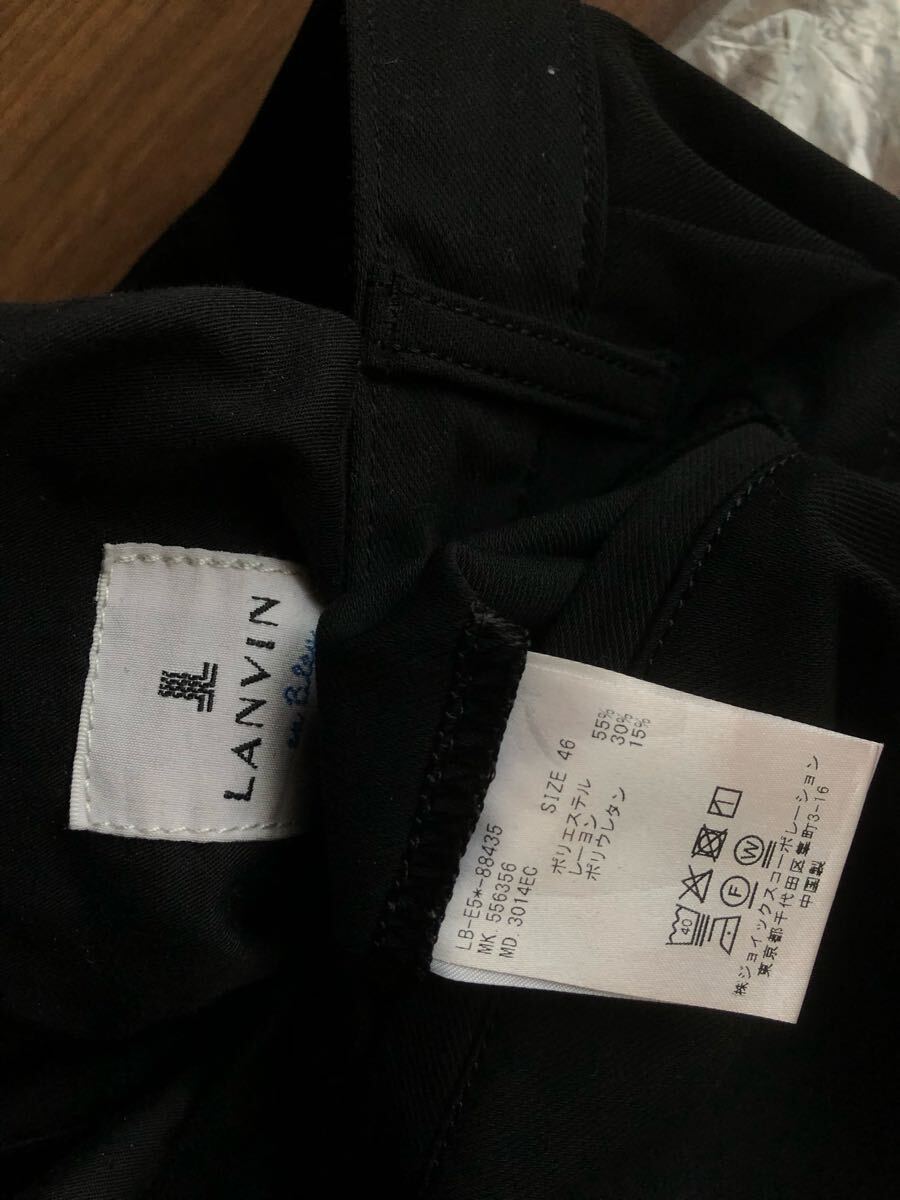 LANVIN
en Bleu
LB-E5*-88435
MK. 556356
MD. 3014EC
SIZE 46
ポリエステル 55%
レーヨン 30%
ポリウレタン 15%
40
F
W
株ジョイックスコーポレーション
東京都千代田区
町3-16
中国製